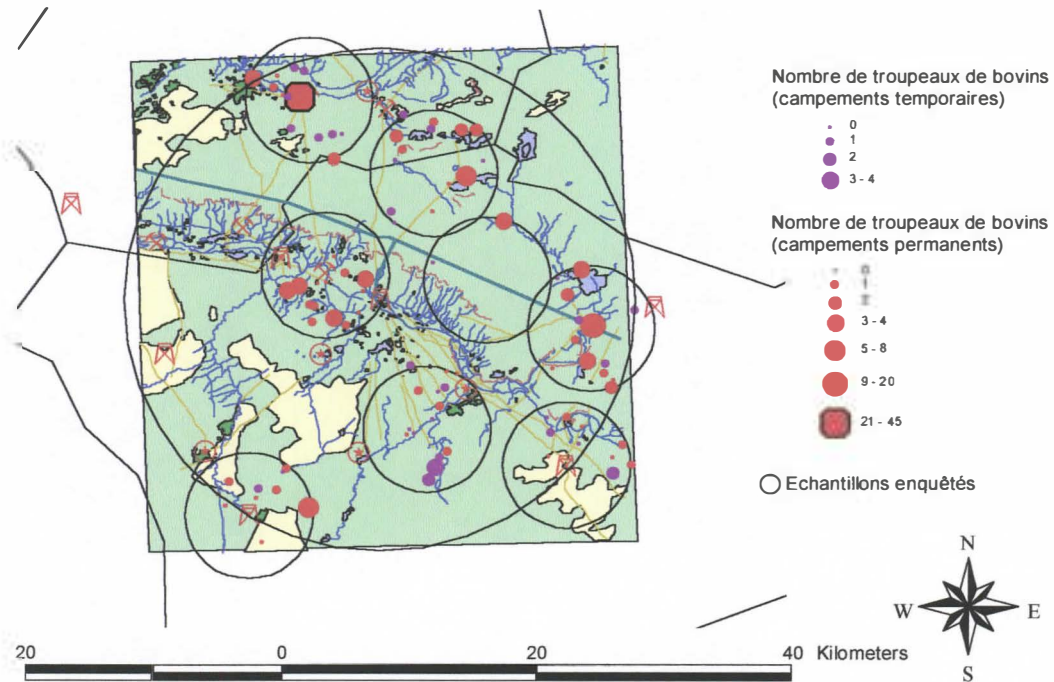 Nombre de troupeaux de bovins
(campements temporaires)
0
1
2
3 - 4
Nombre de troupeaux de bovins
(campements permanents)
3 - 4
5 - 8
9 - 20
21 - 45
Echantillons enquêtés
N
W E
S
20 0 20 40 Kilometers